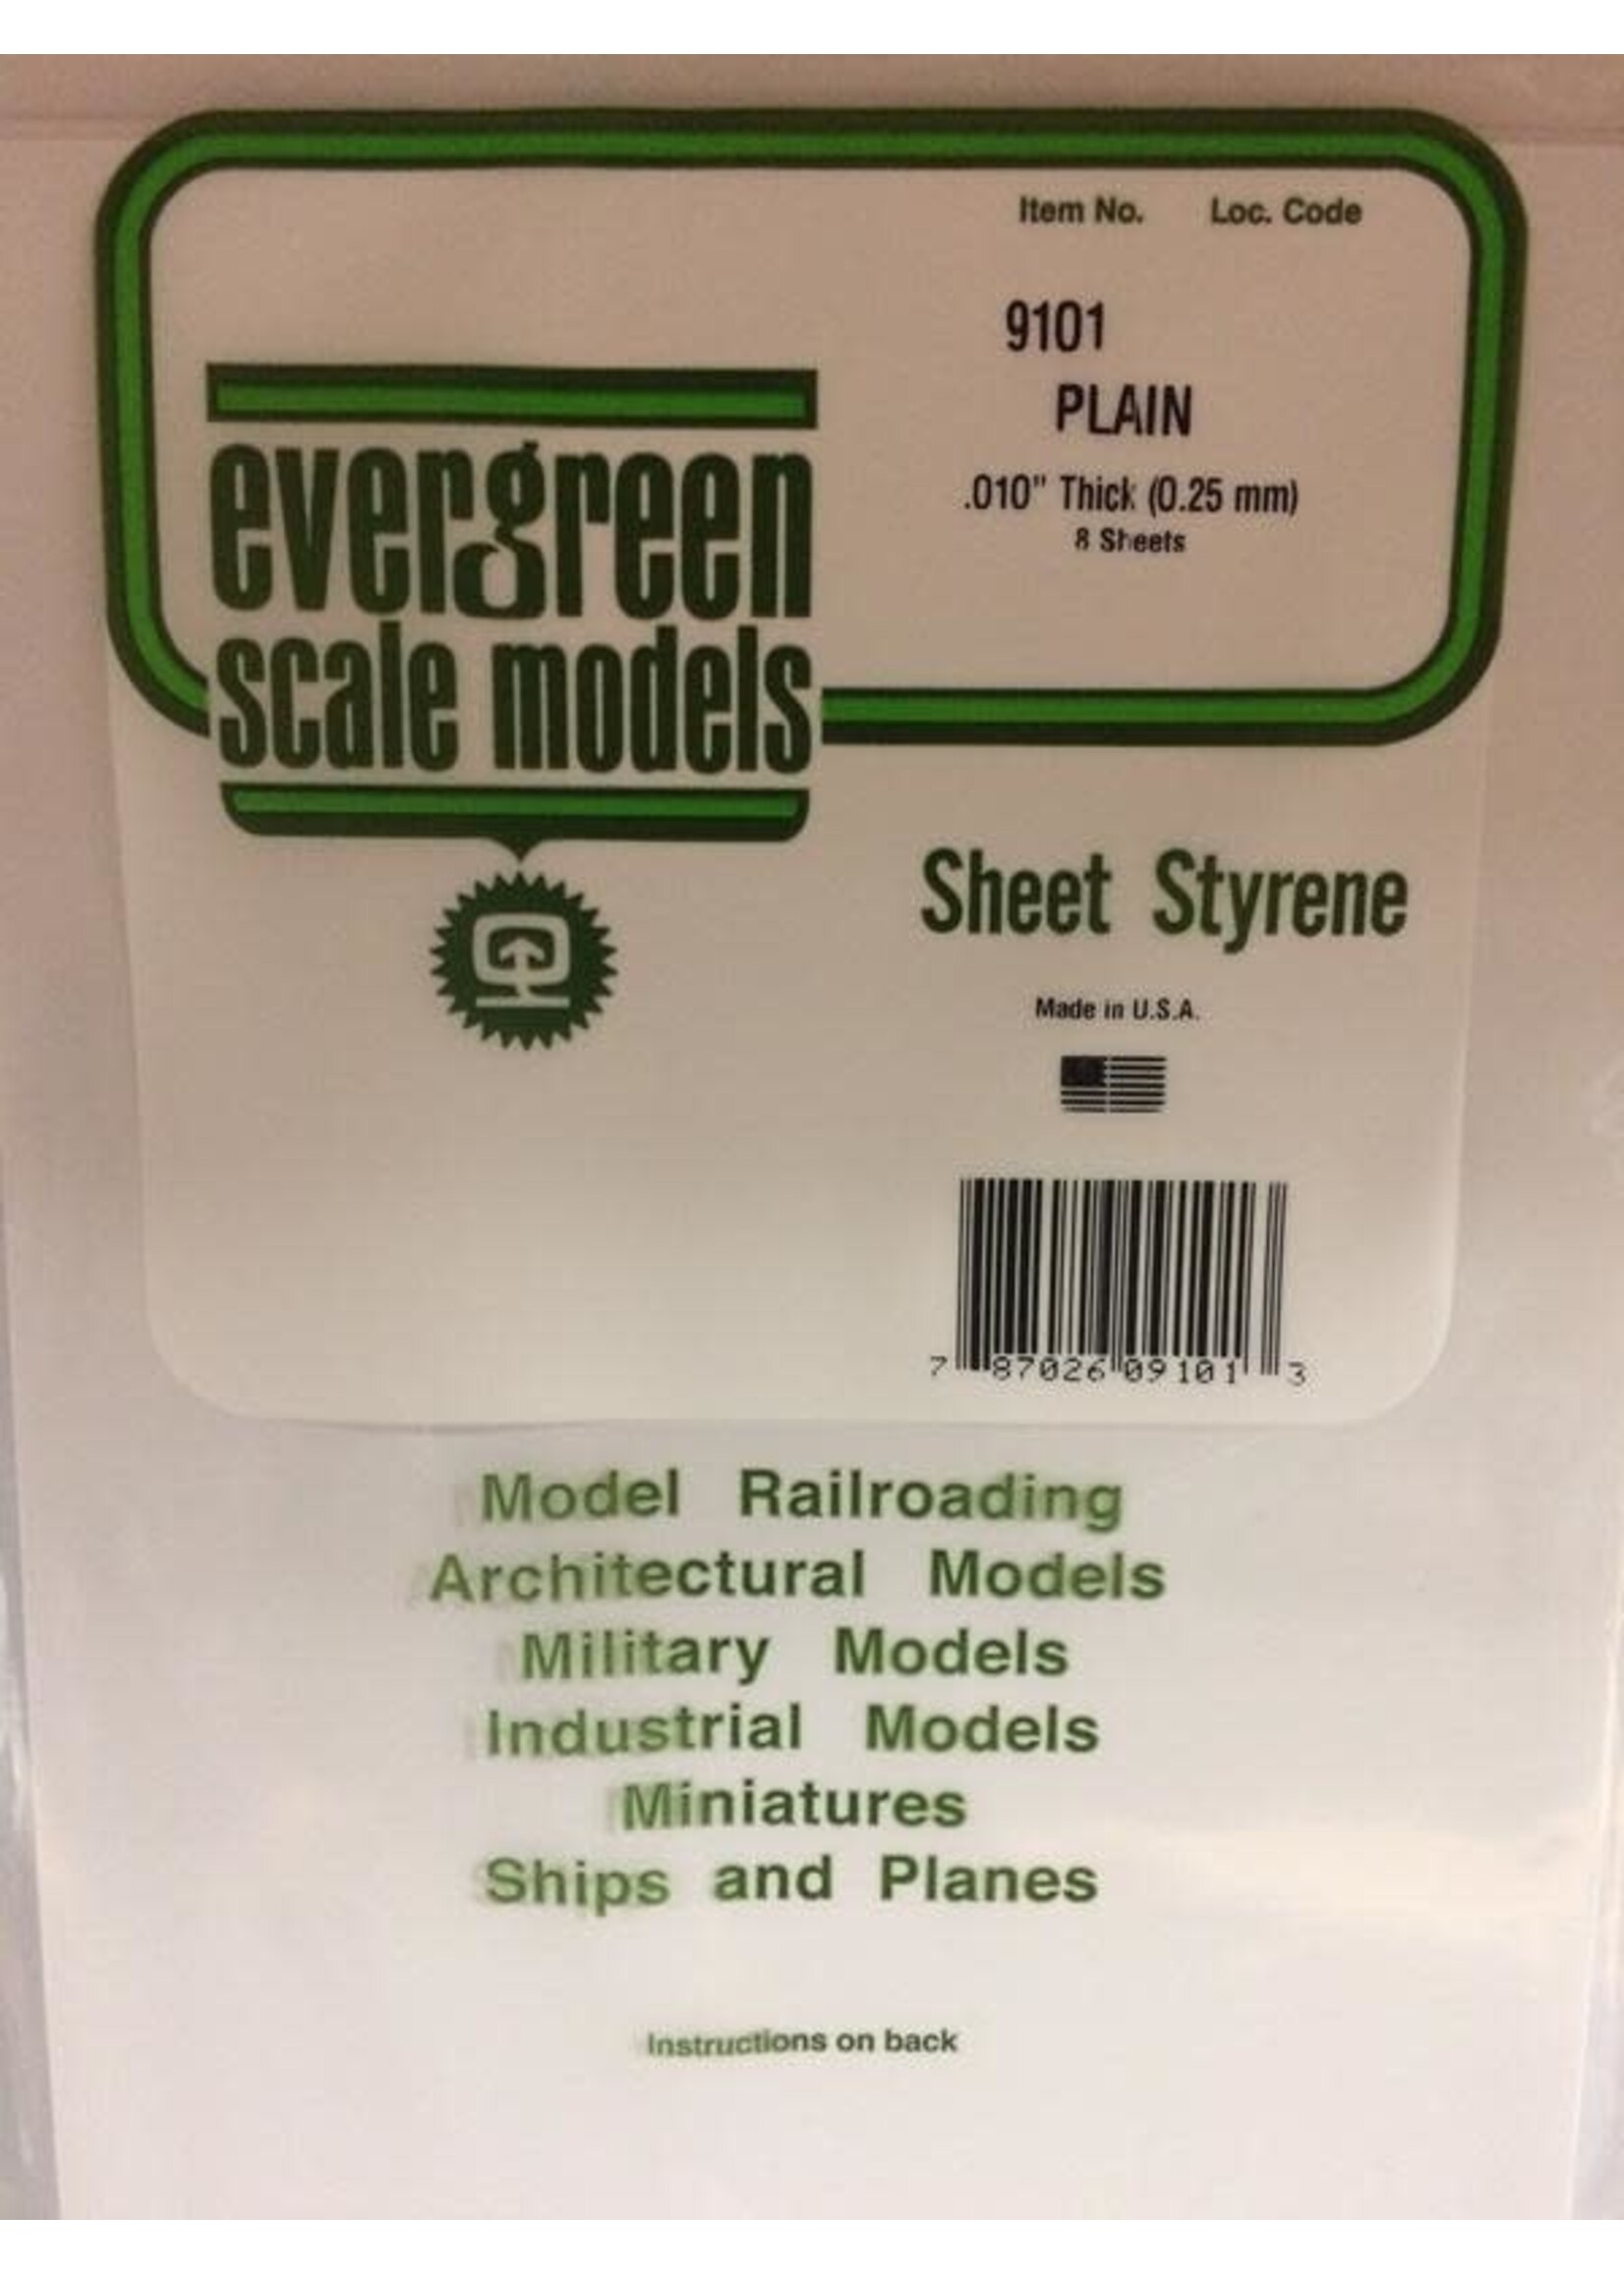 Item No. Loc. Code
9101
PLAIN
.010" Thick (0.25 mm)
8 Sheets
evergreen
scale models
Sheet Styrene
Made in U.S.A.
7 87026 09101 3
Model Railroading
Architectural Models
Military Models
Industrial Models
Miniatures
Ships and Planes
Instructions on back